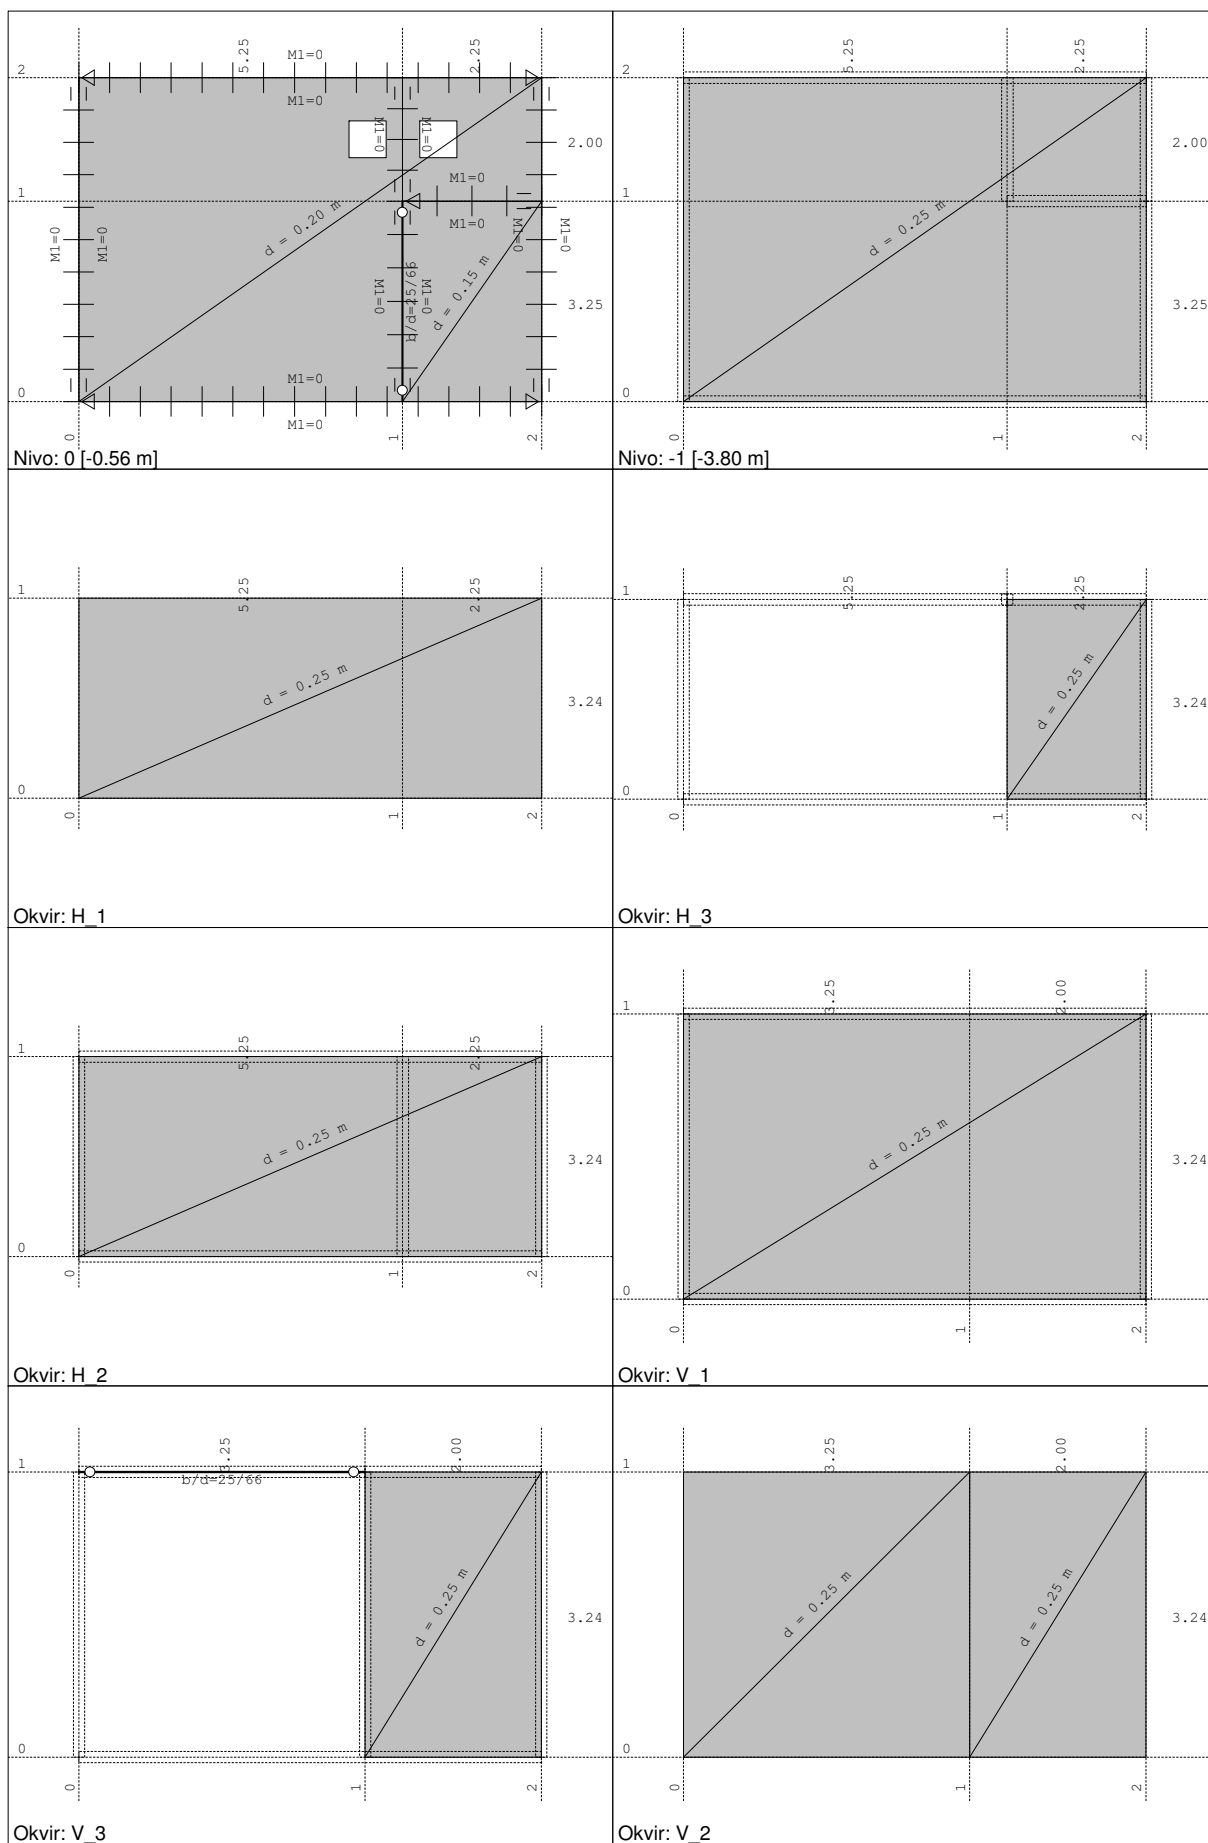 5.25
2.25
M1=0
2
M1=0
M1=0
M1=0
2.00
M1=0
1
d = 0.20 m
M1=0
M1=0
M1=0
M1=0
M1=0
M1=0
M1=0
b/d=25/66
d = 0.15 m
3.25
M1=0
0
M1=0
0
1
2
Nivo: 0 [-0.56 m]
5.25
2.25
2
2.00
1
d = 0.25 m
3.25
0
0
1
2
Nivo: -1 [-3.80 m]
5.25
2.25
1
d = 0.25 m
3.24
0
0
1
2
Okvir: H_1
5.25
2.25
1
d = 0.25 m
3.24
0
0
1
2
Okvir: H_3
5.25
2.25
1
d = 0.25 m
3.24
0
0
1
2
Okvir: H_2
3.25
2.00
1
d = 0.25 m
3.24
0
0
1
2
Okvir: V_1
3.25
2.00
1
b/d=25/66
d = 0.25 m
3.24
0
0
1
2
Okvir: V_3
3.25
2.00
1
d = 0.25 m
d = 0.25 m
3.24
0
0
1
2
Okvir: V_2